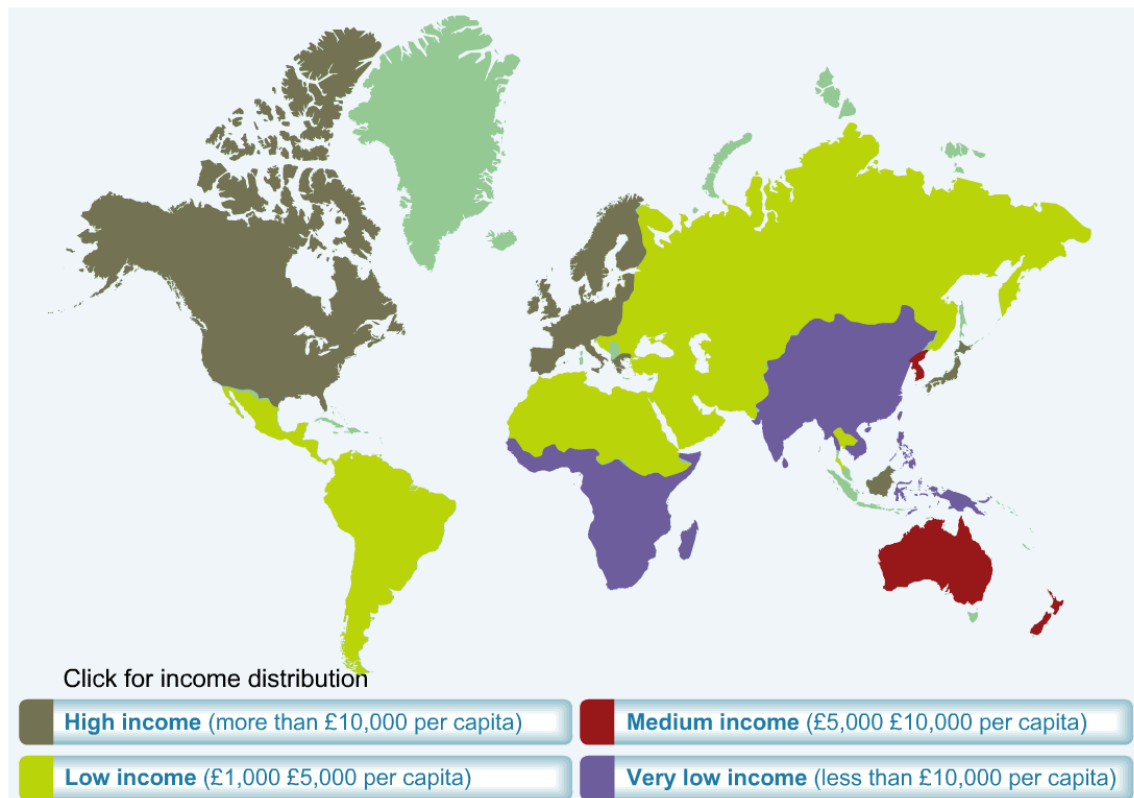 Click for income distribution
High income (more than £10,000 per capita)
Medium income (£5,000 £10,000 per capita)
Low income (£1,000 £5,000 per capita)
Very low income (less than £10,000 per capita)